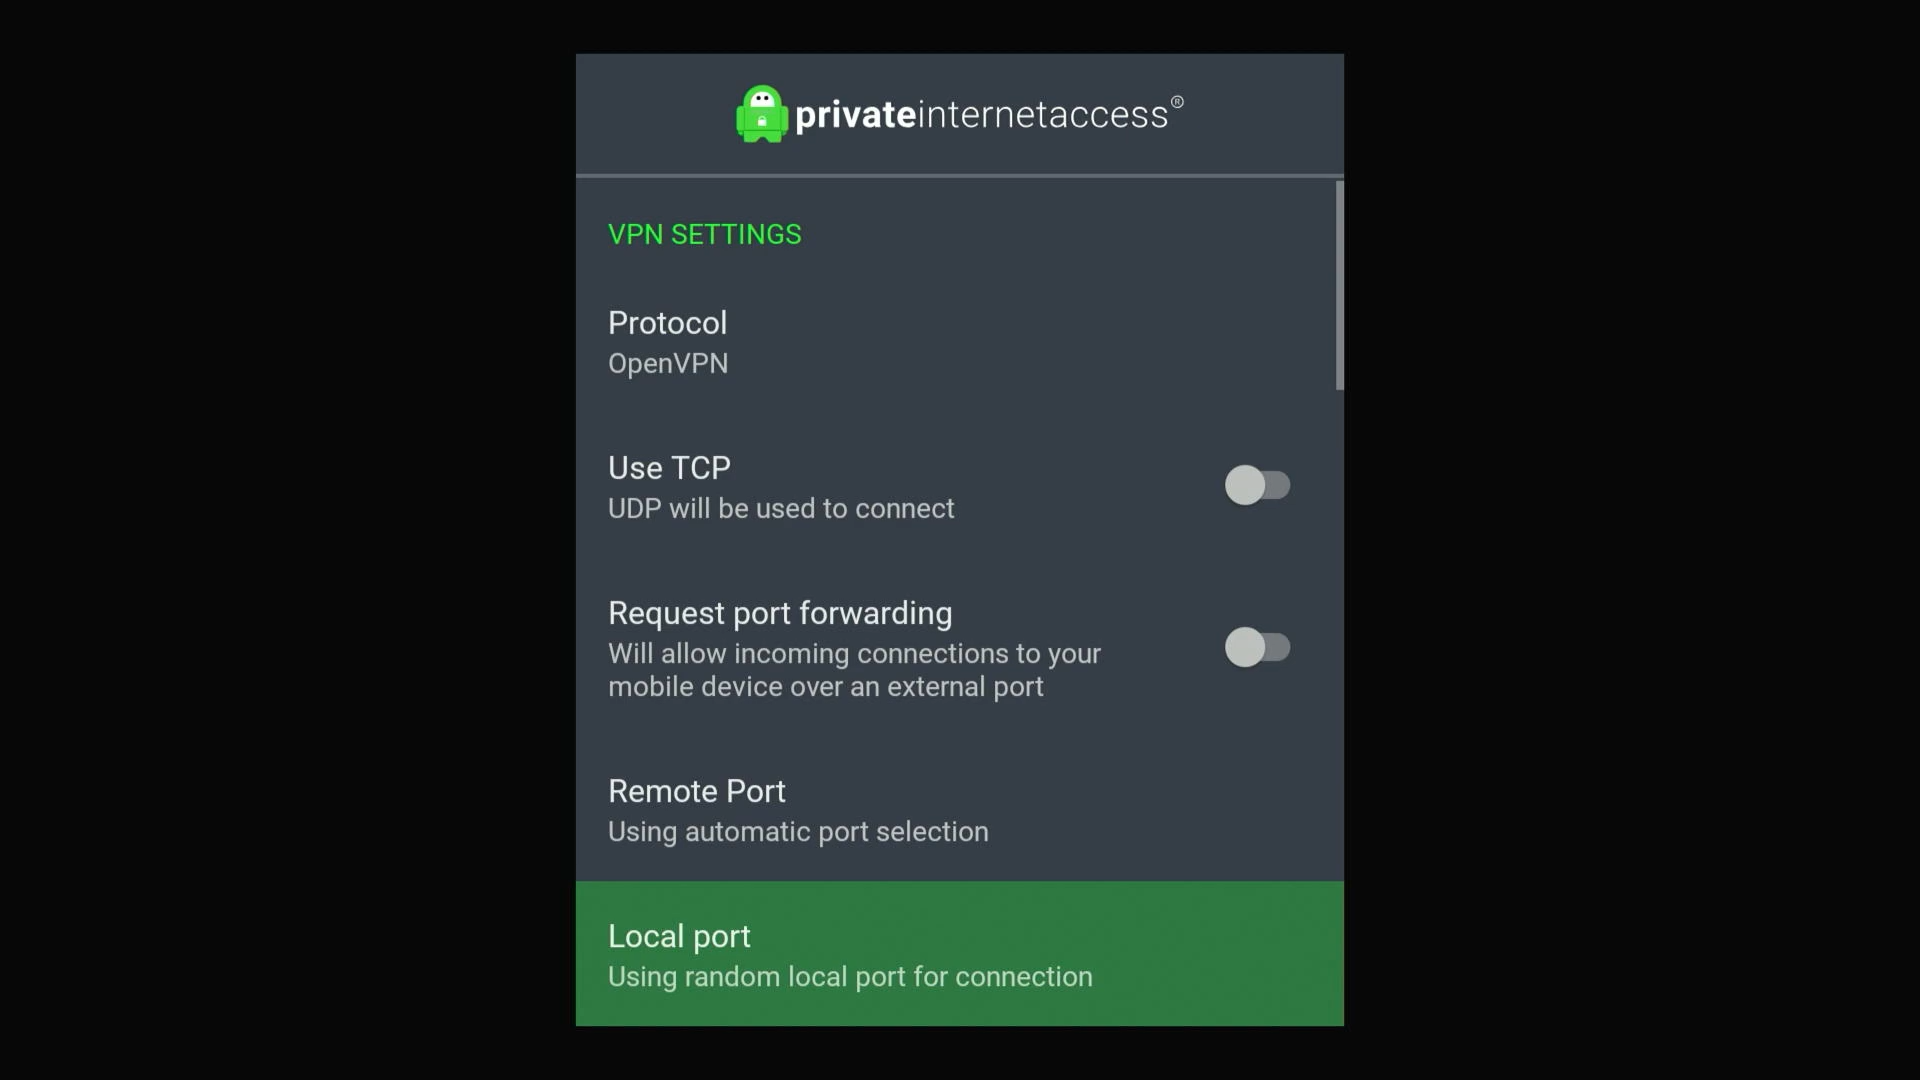 privateinternetaccess®
VPN SETTINGS
Protocol
OpenVPN
Use TCP
UDP will be used to connect
Request port forwarding
Will allow incoming connections to your
mobile device over an external port
Remote Port
Using automatic port selection
Local port
Using random local port for connection